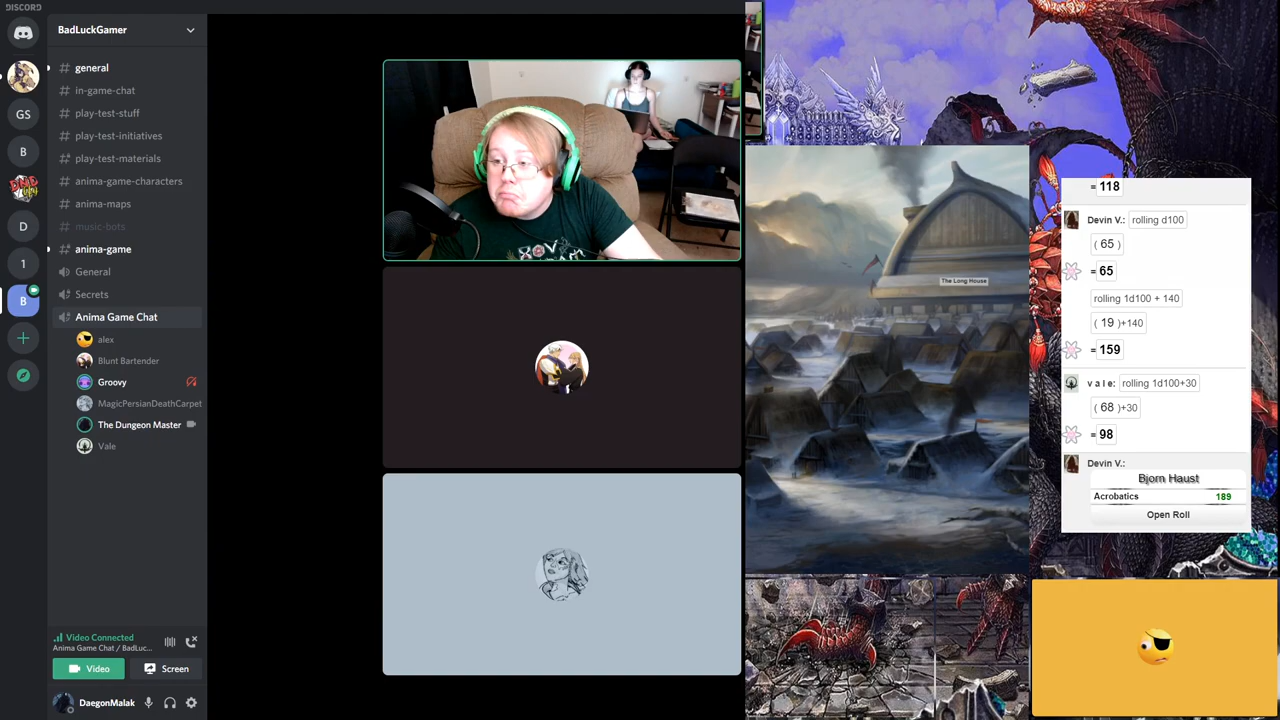 DISCORD
BadLuckGamer
# general
# in-game-chat
# play-test-stuff
# play-test-initiatives
# play-test-materials
# anima-game-characters
# anima-maps
# music-bots
# anima-game
General
Secrets
Anima Game Chat
alex
Blunt Bartender
Groovy
MagicPersianDeathCarpet
The Dungeon Master
Vale
GS
B
D
1
B
Video Connected
Anima Game Chat / BadLuc...
Video
Screen
DaegonMalak
The Long House
= 118
Devin V.: rolling d100
( 65 )
= 65
rolling 1d100 + 140
( 19 )+140
= 159
v a l e: rolling 1d100+30
( 68 )+30
= 98
Devin V.:
Bjorn Haust
Acrobatics 189
Open Roll